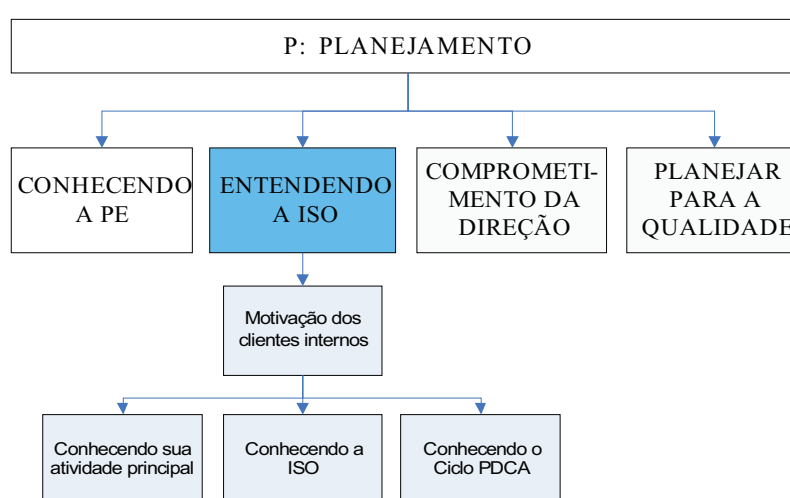 P: PLANEJAMENTO
CONHECENDO
A PE
ENTENDENDO
A ISO
COMPROMETI-
MENTO DA
DIREÇÃO
PLANEJAR
PARA A
QUALIDADE
Motivação dos
clientes internos
Conhecendo sua
atividade principal
Conhecendo a
ISO
Conhecendo o
Ciclo PDCA